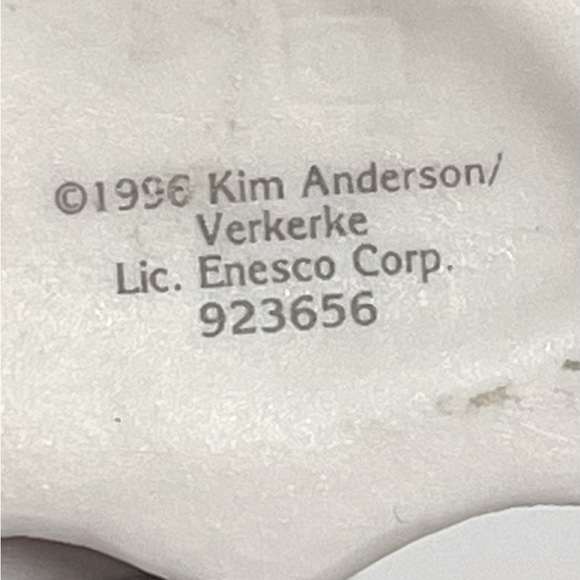 ©1996 Kim Anderson/
Verkerke
Lic. Enesco Corp.
923656